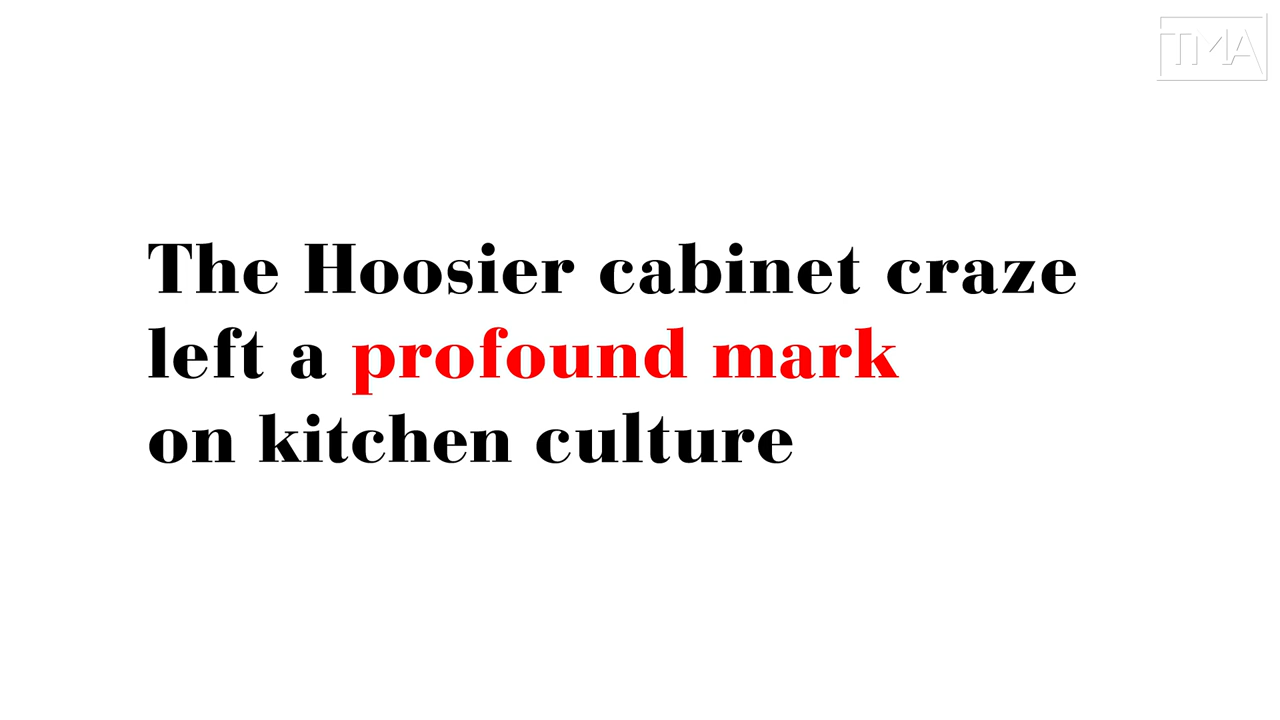 TMA
The Hoosier cabinet craze
left a profound mark
on kitchen culture